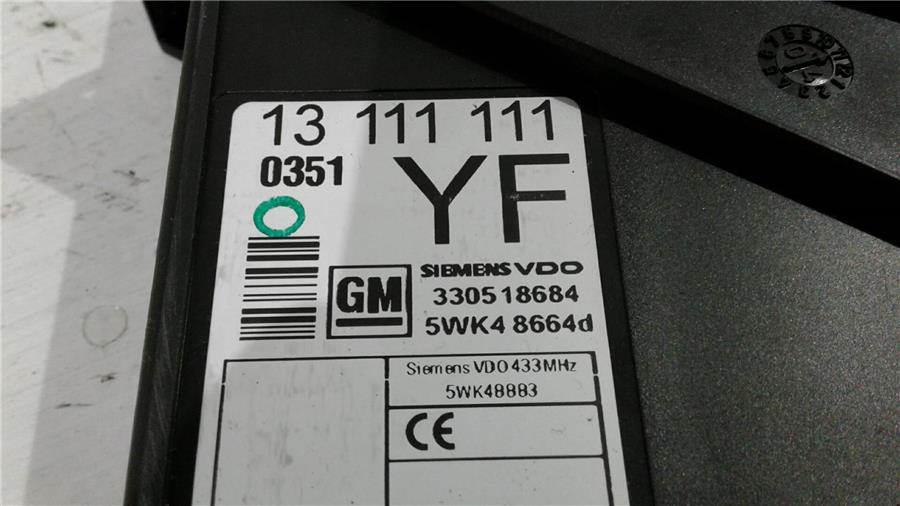 13 111 111
0351
YF
GM
SIEMENS VDO
330518684
5WK4 8664d
Siemens VDO 433MHz
5WK48883
CE